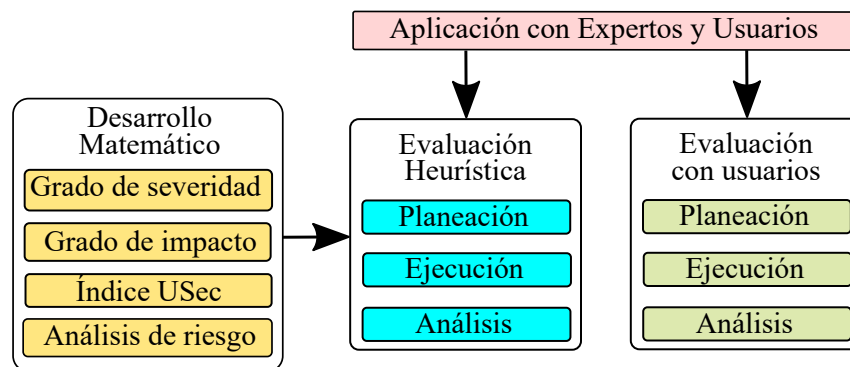 Aplicación con Expertos y Usuarios
Desarrollo
Matemático
Grado de severidad
Grado de impacto
Índice USec
Análisis de riesgo
Evaluación
Heurística
Planeación
Ejecución
Análisis
Evaluación
con usuarios
Planeación
Ejecución
Análisis